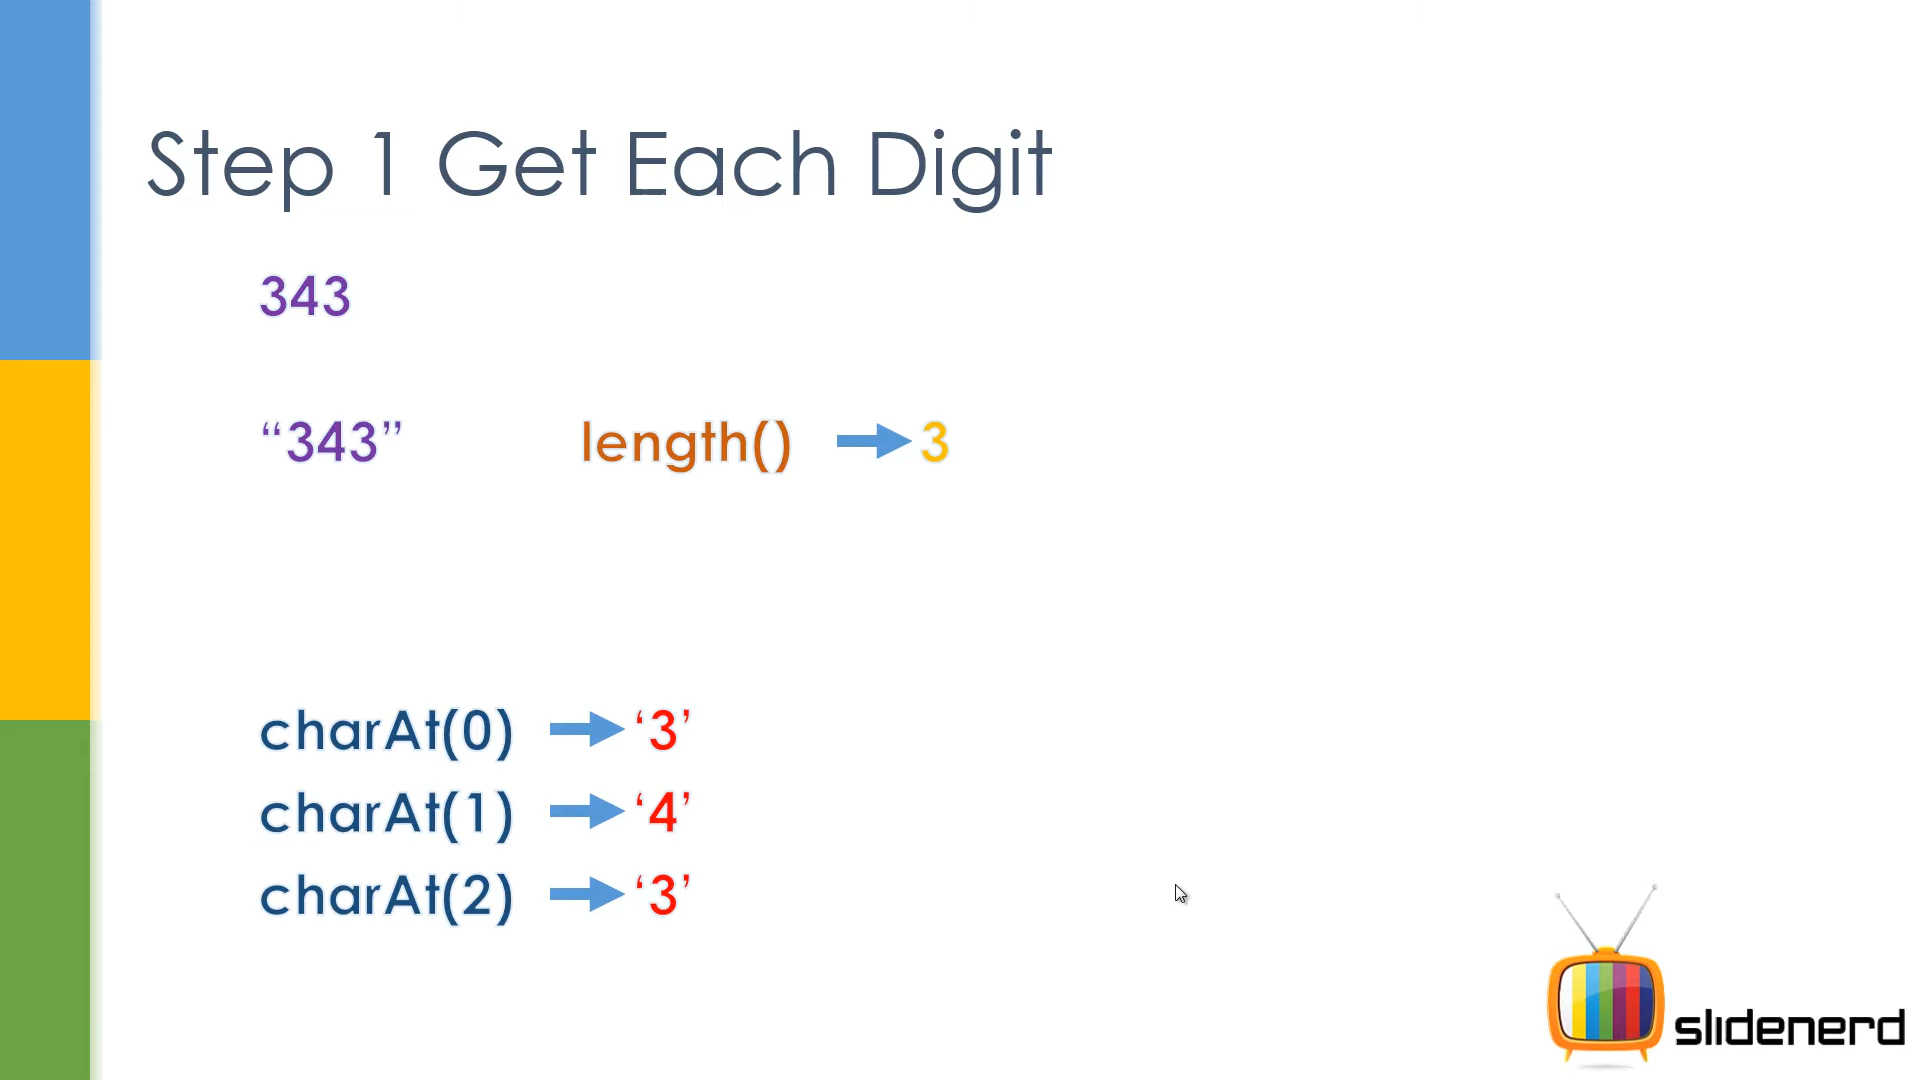 Step 1 Get Each Digit
343
“343” length() 3
charAt(0) ‘3’
charAt(1) ‘4’
charAt(2) ‘3’
slidenerd